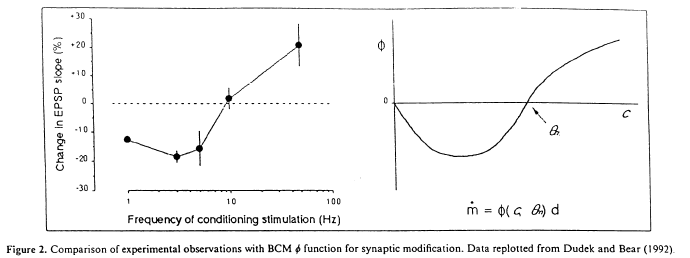 +30
+20
+10
0
-10
-20
-30
Change in EPSP slope (%)
1
10
100
Frequency of conditioning stimulation (Hz)
ϕ
0
c
θₘ
ṁ = ϕ( c, θₘ) d
Figure 2. Comparison of experimental observations with BCM ϕ function for synaptic modification. Data replotted from Dudek and Bear (1992).